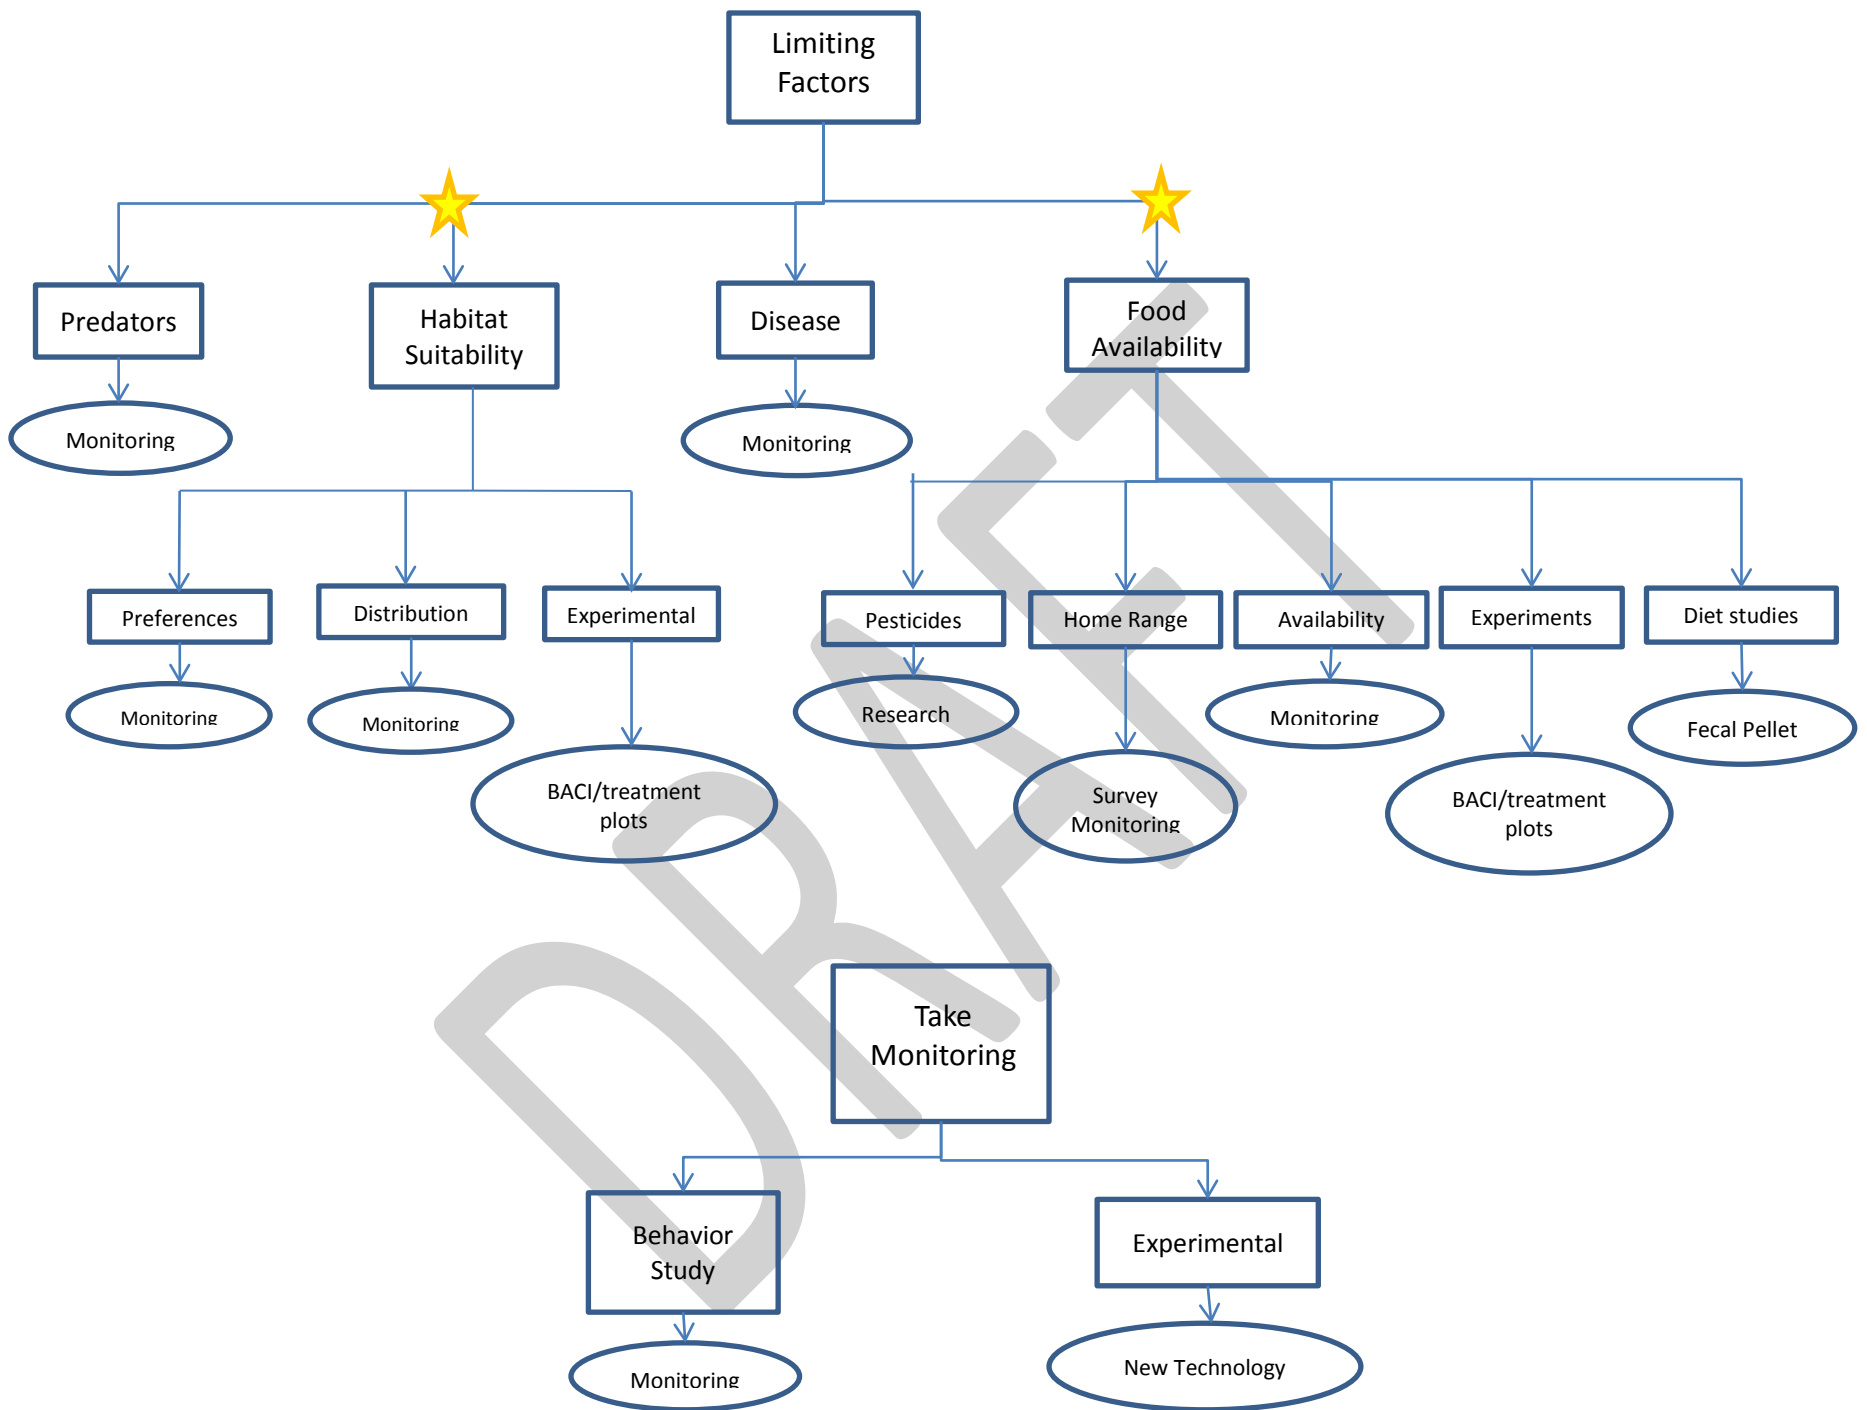 Limiting
Factors
Predators
Habitat
Suitability
Disease
Food
Availability
Monitoring
Monitoring
Preferences
Distribution
Experimental
Pesticides
Home Range
Availability
Experiments
Diet studies
Monitoring
Monitoring
Research
Monitoring
Fecal Pellet
BACI/treatment
plots
Survey
Monitoring
BACI/treatment
plots
DRAFT
Take
Monitoring
Behavior
Study
Experimental
Monitoring
New Technology